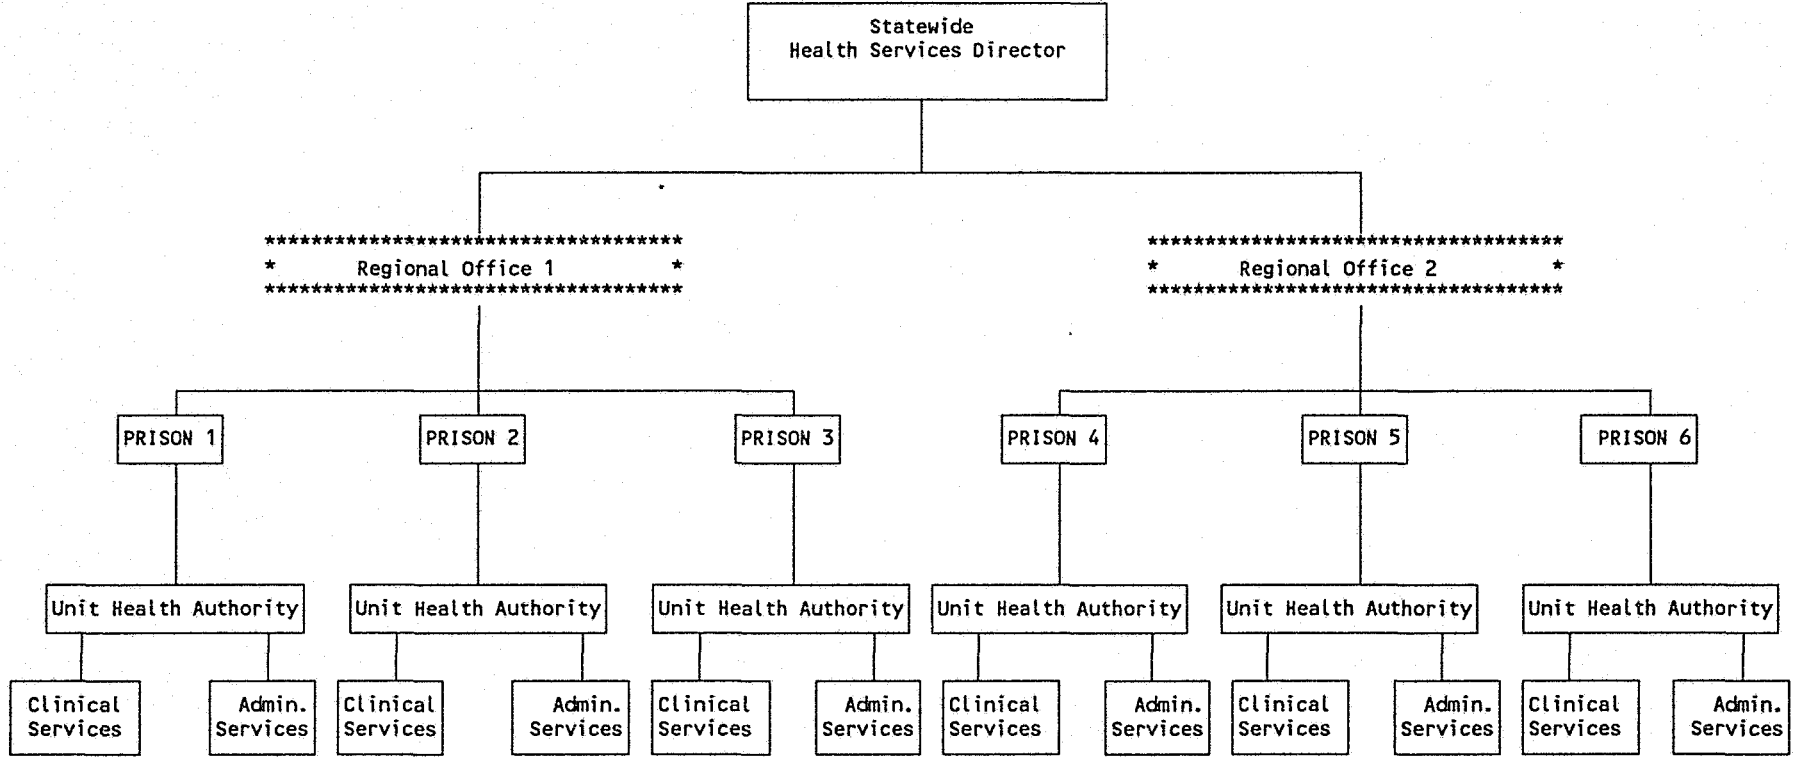 Statewide
Health Services Director
***********************************
* Regional Office 1 *
***********************************
***********************************
* Regional Office 2 *
***********************************
PRISON 1
PRISON 2
PRISON 3
PRISON 4
PRISON 5
PRISON 6
Unit Health Authority
Unit Health Authority
Unit Health Authority
Unit Health Authority
Unit Health Authority
Unit Health Authority
Clinical
Services
Admin.
Services
Clinical
Services
Admin.
Services
Clinical
Services
Admin.
Services
Clinical
Services
Admin.
Services
Clinical
Services
Admin.
Services
Clinical
Services
Admin.
Services